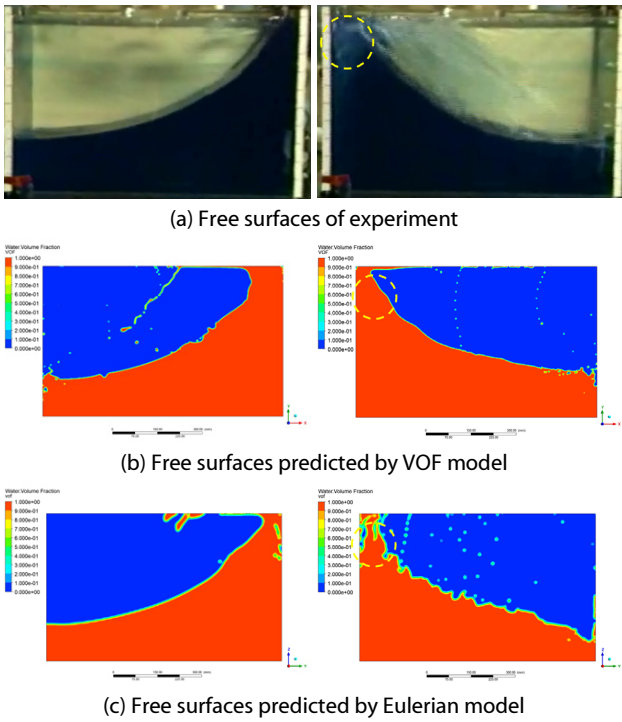 (a) Free surfaces of experiment
Water.Volume Fraction
VOF
1.000e+00
9.000e-01
8.000e-01
7.000e-01
6.000e-01
5.000e-01
4.000e-01
3.000e-01
2.000e-01
1.000e-01
0.000e+00
Water.Volume Fraction
VOF
1.000e+00
9.000e-01
8.000e-01
7.000e-01
6.000e-01
5.000e-01
4.000e-01
3.000e-01
2.000e-01
1.000e-01
0.000e+00
(b) Free surfaces predicted by VOF model
Water.Volume Fraction
vof
1.000e+00
9.000e-01
8.000e-01
7.000e-01
6.000e-01
5.000e-01
4.000e-01
3.000e-01
2.000e-01
1.000e-01
0.000e+00
Water.Volume Fraction
vof
1.000e+00
9.000e-01
8.000e-01
7.000e-01
6.000e-01
5.000e-01
4.000e-01
3.000e-01
2.000e-01
1.000e-01
0.000e+00
(c) Free surfaces predicted by Eulerian model